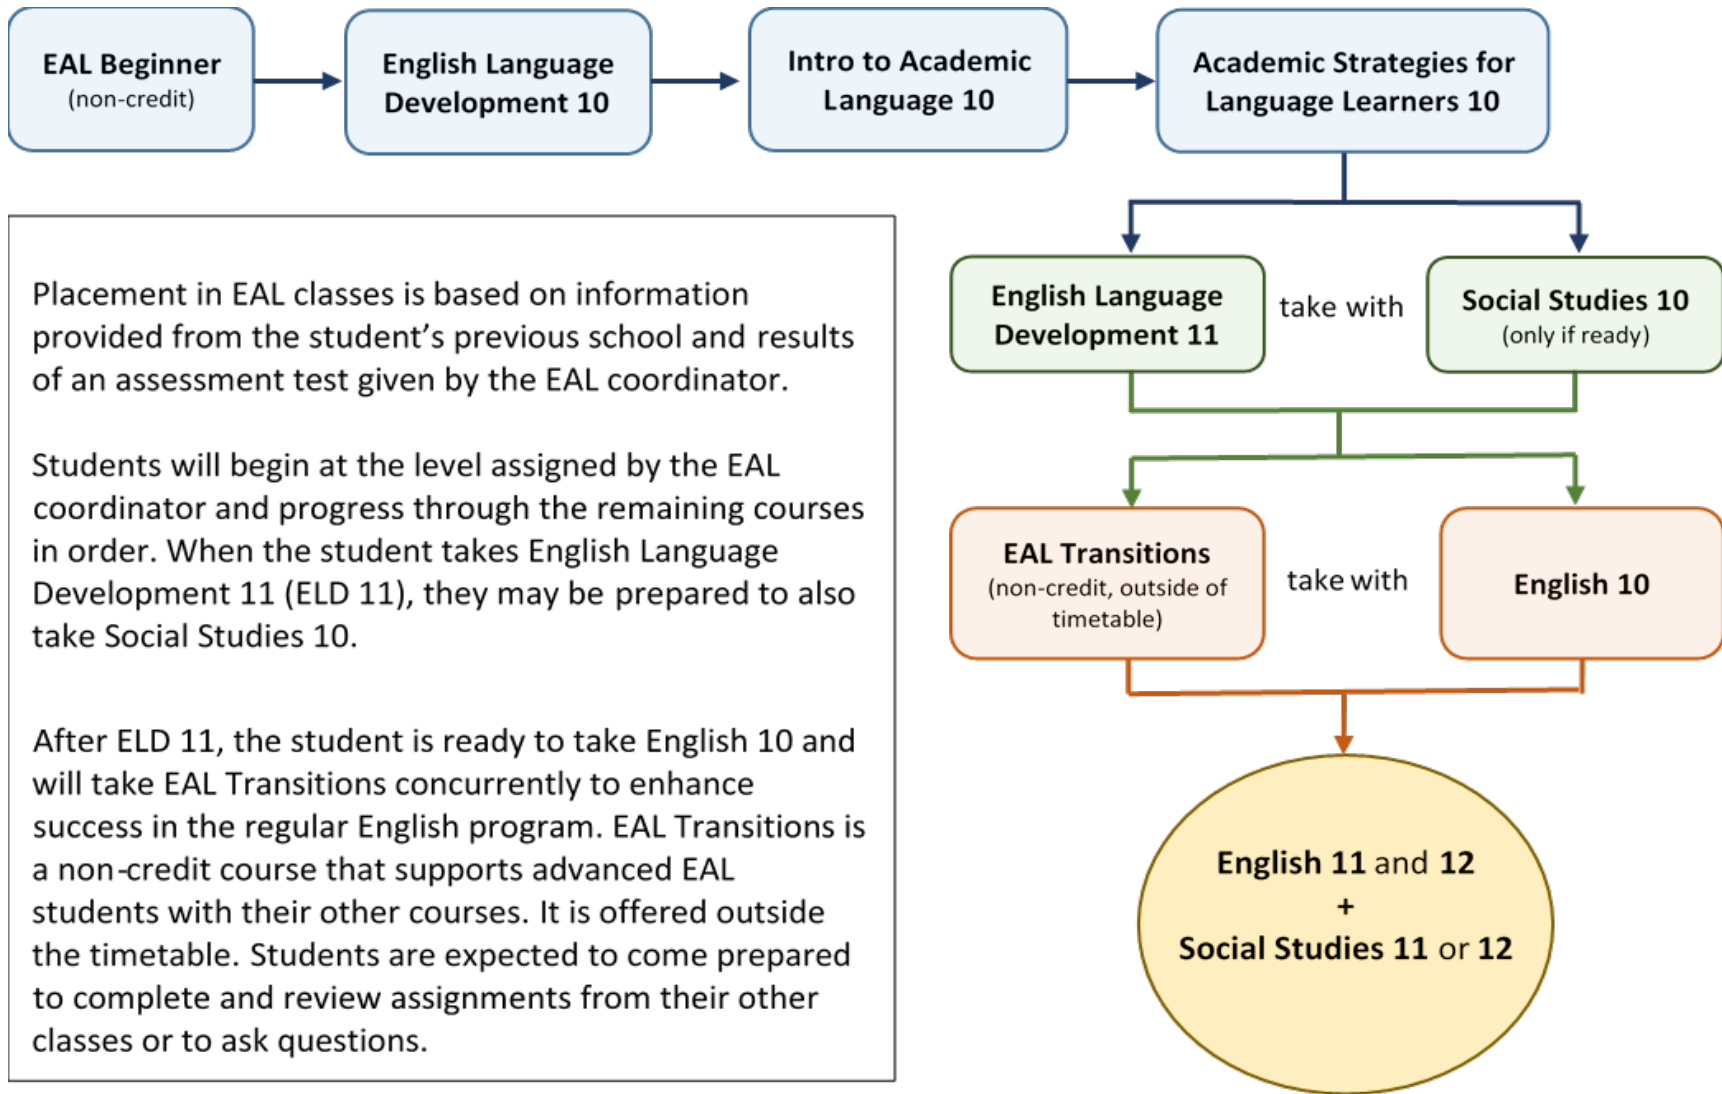 EAL Beginner
(non-credit)
English Language
Development 10
Intro to Academic
Language 10
Academic Strategies for
Language Learners 10
Placement in EAL classes is based on information
provided from the student’s previous school and results
of an assessment test given by the EAL coordinator.
Students will begin at the level assigned by the EAL
coordinator and progress through the remaining courses
in order. When the student takes English Language
Development 11 (ELD 11), they may be prepared to also
take Social Studies 10.
After ELD 11, the student is ready to take English 10 and
will take EAL Transitions concurrently to enhance
success in the regular English program. EAL Transitions is
a non-credit course that supports advanced EAL
students with their other courses. It is offered outside
the timetable. Students are expected to come prepared
to complete and review assignments from their other
classes or to ask questions.
English Language
Development 11
take with
Social Studies 10
(only if ready)
EAL Transitions
(non-credit, outside of
timetable)
take with
English 10
English 11 and 12
+
Social Studies 11 or 12